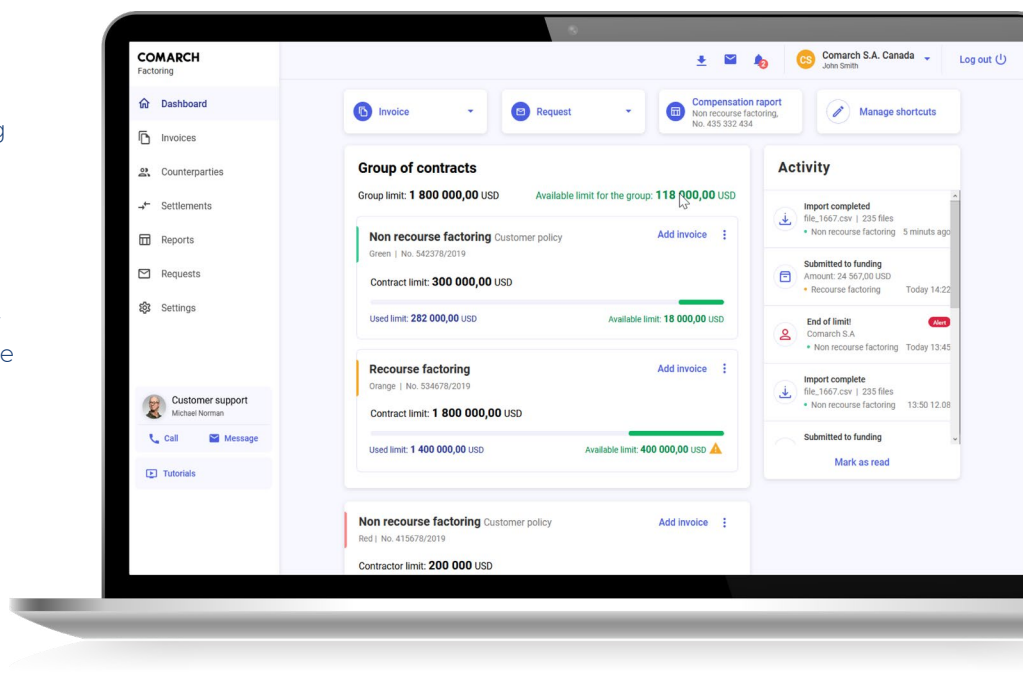 COMARCH
Factoring
2
CS
Comarch S.A. Canada
John Smith
Log out
Dashboard
Invoices
Counterparties
Settlements
Reports
Requests
Settings
Customer support
Michael Norman
Call
Message
Tutorials
Invoice
Request
Compensation raport
Non recourse factoring,
No. 435 332 434
Manage shortcuts
Group of contracts
Group limit: 1 800 000,00 USD
Available limit for the group: 118 000,00 USD
Non recourse factoring Customer policy
Add invoice
Green | No. 542378/2019
Contract limit: 300 000,00 USD
Used limit: 282 000,00 USD
Available limit: 18 000,00 USD
Recourse factoring
Add invoice
Orange | No. 534678/2019
Contract limit: 1 800 000,00 USD
Used limit: 1 400 000,00 USD
Available limit: 400 000,00 USD
Non recourse factoring Customer policy
Add invoice
Red | No. 415678/2019
Contractor limit: 200 000 USD
Activity
Import completed
file_1667.csv | 235 files
• Non recourse factoring 5 minuts ago
Submitted to funding
Amount: 24 567,00 USD
• Recourse factoring Today 14:22
End of limit!
Alert
Comarch S.A
• Non recourse factoring Today 13:45
Import complete
file_1667.csv | 235 files
• Non recourse factoring 13:50 12.08
Submitted to funding
Mark as read